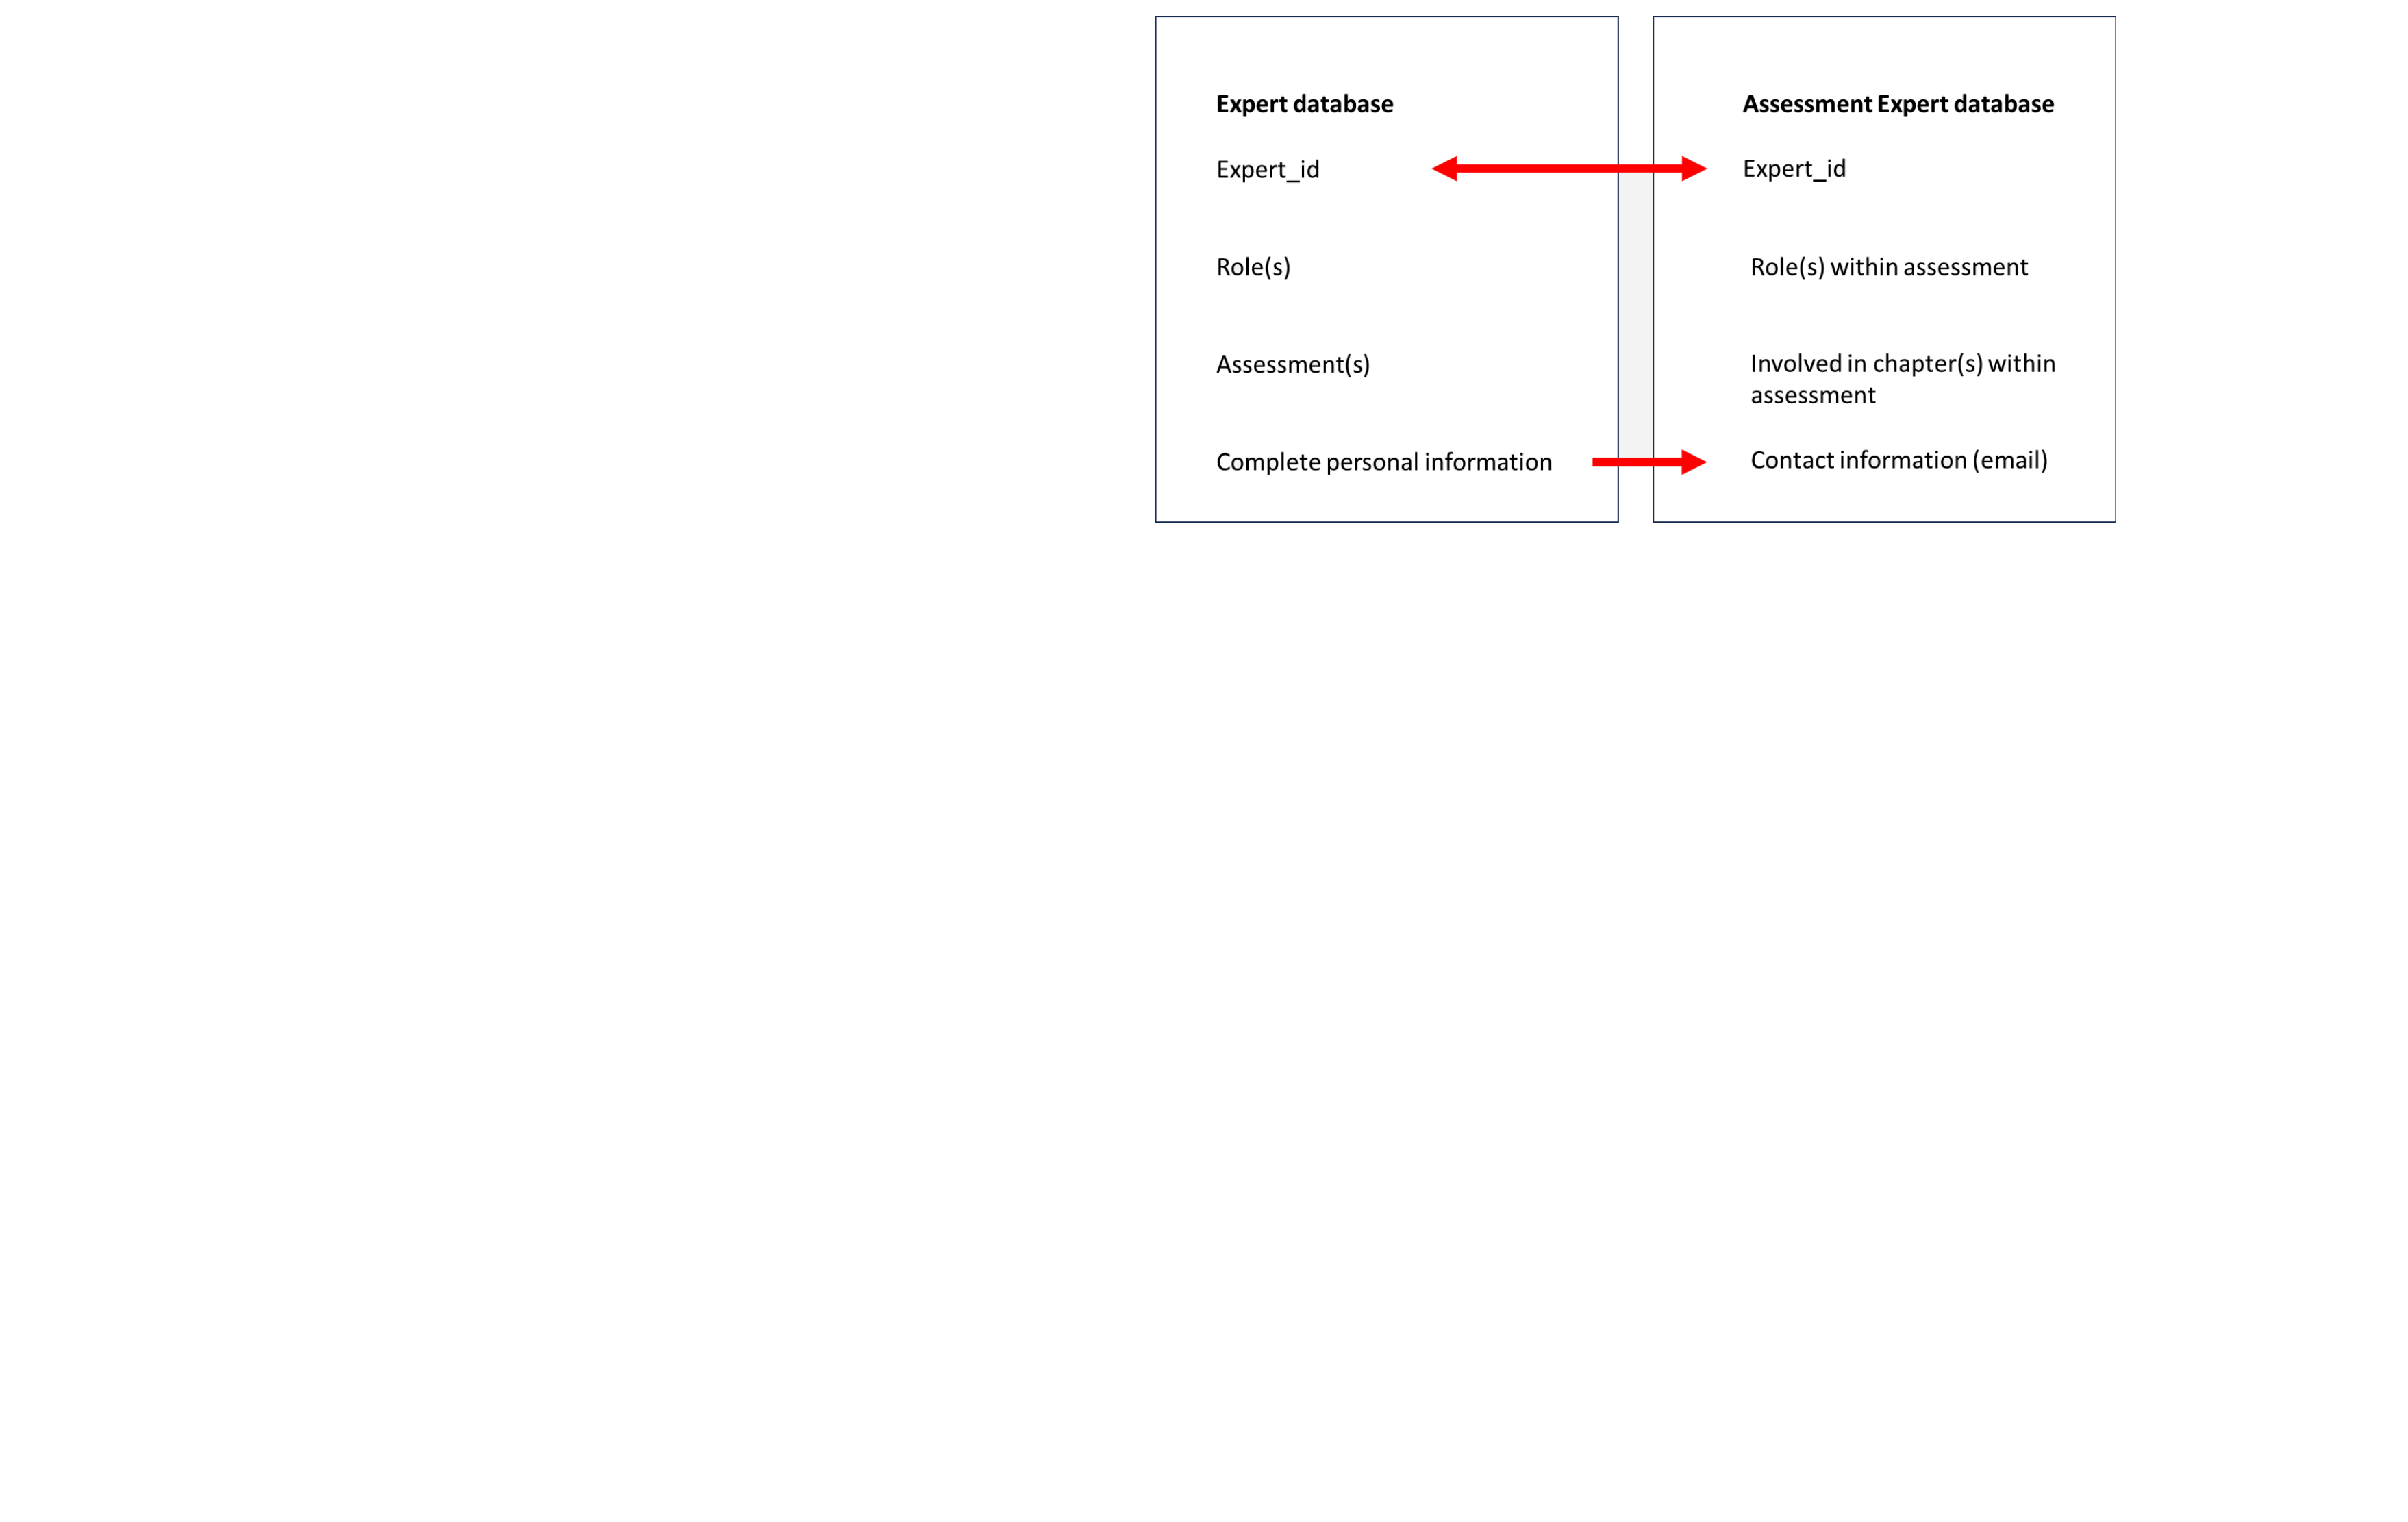 Expert database
Expert_id
Role(s)
Assessment(s)
Complete personal information
Assessment Expert database
Expert_id
Role(s) within assessment
Involved in chapter(s) within
assessment
Contact information (email)